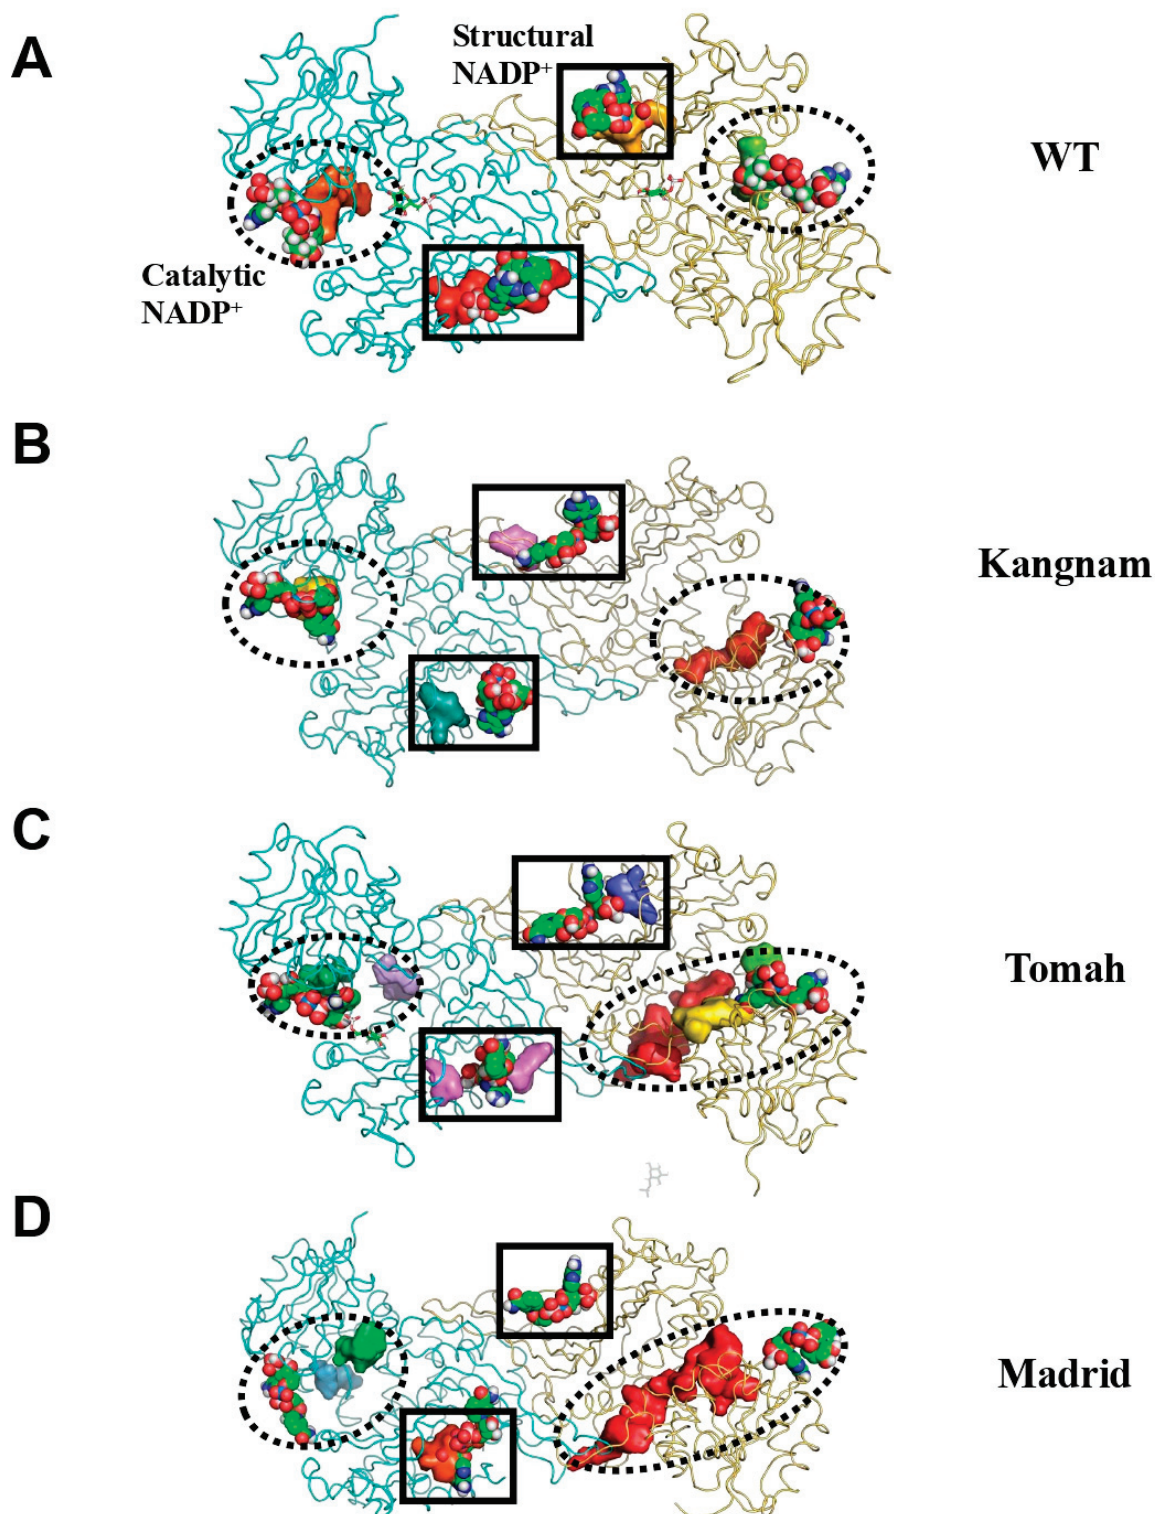 A
Structural
NADP⁺
WT
Catalytic
NADP⁺
B
Kangnam
C
Tomah
D
Madrid